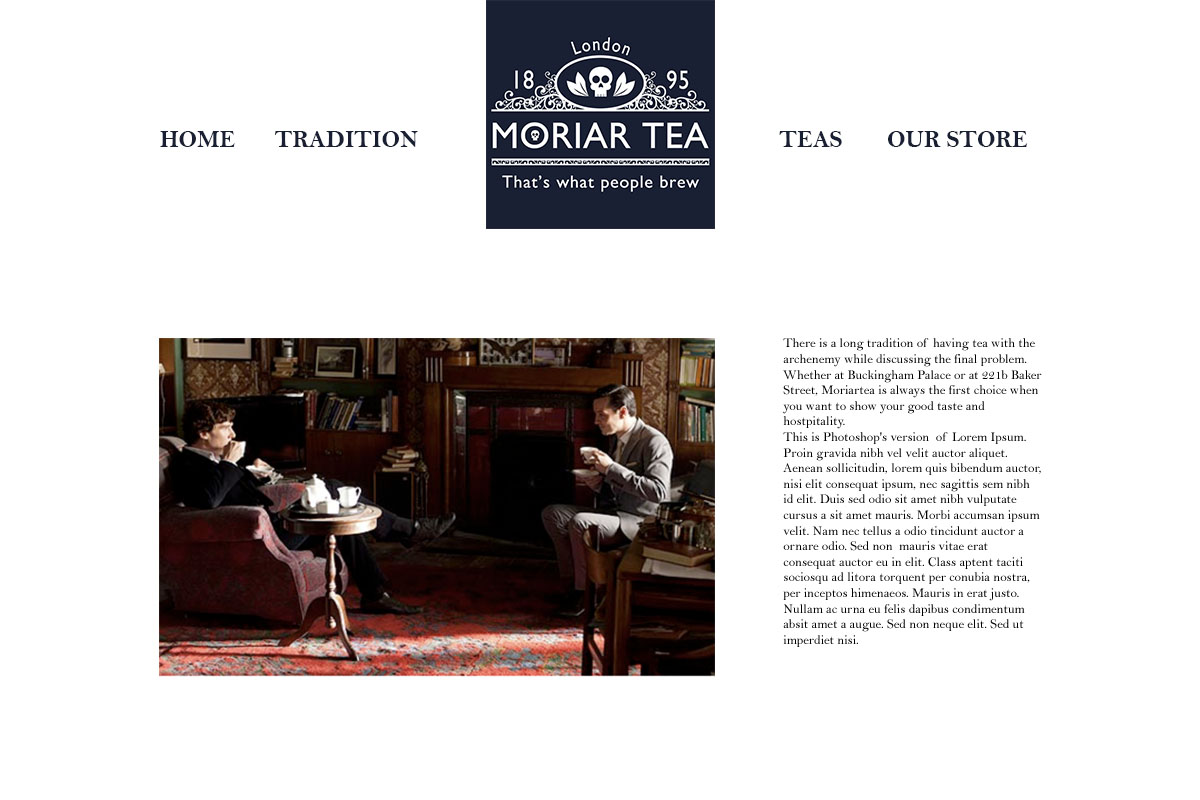 London
18 95
HOME TRADITION
MORIAR TEA
TEAS OUR STORE
That's what people brew
There is a long tradition of having tea with the
archenemy while discussing the final problem.
Whether at Buckingham Palace or at 221b Baker
Street, Moriartea is always the first choice when
you want to show your good taste and
hostpitality.
This is Photoshop's version of Lorem Ipsum.
Proin gravida nibh vel velit auctor aliquet.
Aenean sollicitudin, lorem quis bibendum auctor,
nisi elit consequat ipsum, nec sagittis sem nibh
id elit. Duis sed odio sit amet nibh vulputate
cursus a sit amet mauris. Morbi accumsan ipsum
velit. Nam nec tellus a odio tincidunt auctor a
ornare odio. Sed non mauris vitae erat
consequat auctor eu in elit. Class aptent taciti
sociosqu ad litora torquent per conubia nostra,
per inceptos himenaeos. Mauris in erat justo.
Nullam ac urna eu felis dapibus condimentum
absit amet a augue. Sed non neque elit. Sed ut
imperdiet nisi.